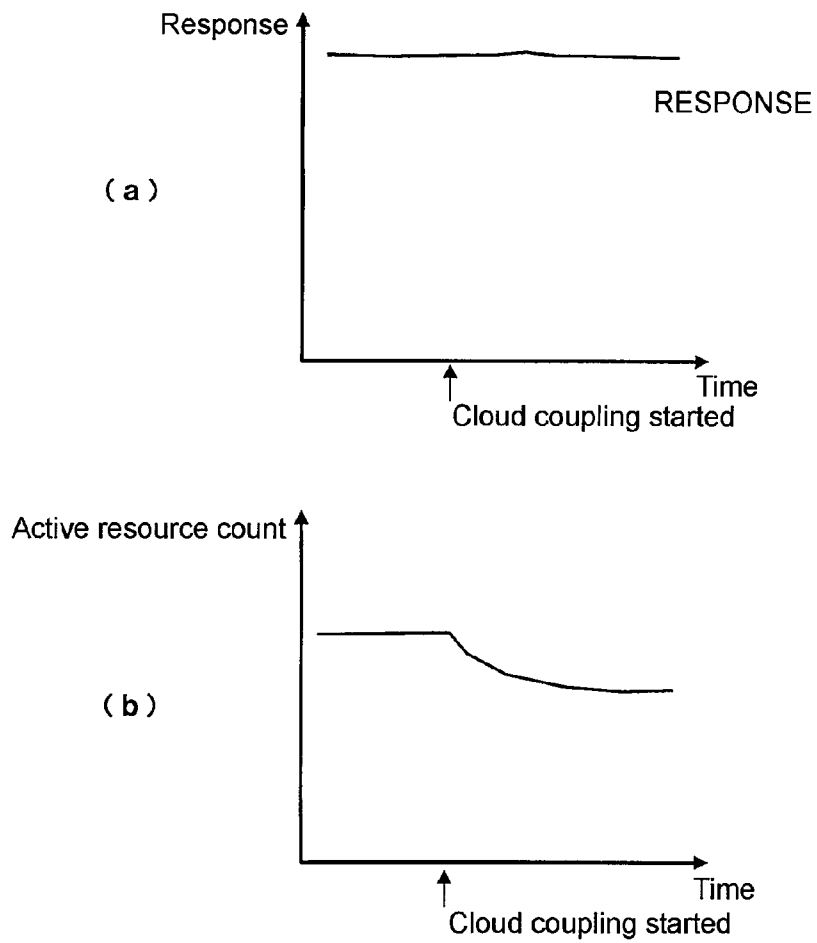 Response
RESPONSE
(a)
Time
Cloud coupling started
Active resource count
(b)
Time
Cloud coupling started